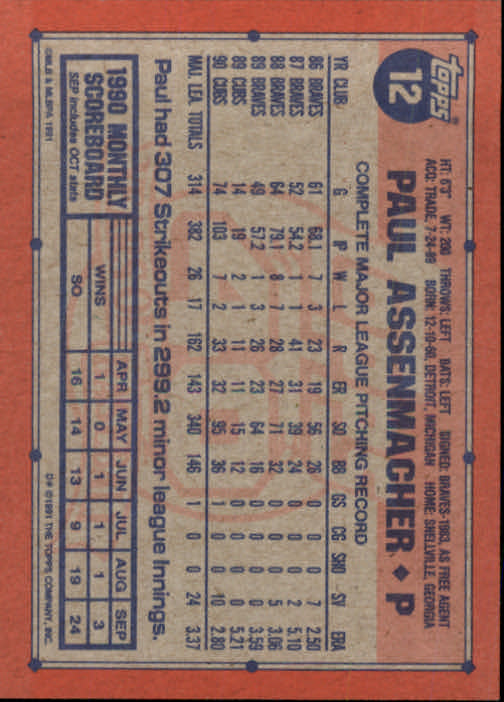 topps®
12
PAUL ASSENMACHER ◆ P
HT: 6'3" WT: 200 THROWS: LEFT BATS: LEFT SIGNED: BRAVES-1983, AS FREE AGENT
ACQ: TRADE, 7-24-89 BORN: 12-10-60, DETROIT, MICHIGAN HOME: SNELLVILLE, GEORGIA
COMPLETE MAJOR LEAGUE PITCHING RECORD
YR CLUB G IP W L R ER SO BB GS CG SHO SV ERA
86 BRAVES 61 68.1 7 3 23 19 56 26 0 0 0 7 2.50
87 BRAVES 52 54.2 1 1 41 31 39 24 0 0 0 2 5.10
88 BRAVES 64 79.1 8 7 28 27 71 32 0 0 0 5 3.06
89 BRAVES 49 57.2 1 3 26 23 64 16 0 0 0 0 3.59
89 CUBS 14 19 2 1 11 11 15 12 0 0 0 0 5.21
90 CUBS 74 103 7 2 33 32 95 36 1 0 0 10 2.80
MAJ. LEA. TOTALS 314 382 26 17 162 143 340 146 1 0 0 24 3.37
Paul had 307 Strikeouts in 299.2 minor league innings.
1990 MONTHLY
SCOREBOARD
SEP includes OCT stats
APR MAY JUN JUL AUG SEP
WINS 1 0 1 1 1 3
SO 16 14 13 9 19 24
©MLB & MLBPA 1991
D* ©1991 THE TOPPS COMPANY, INC.